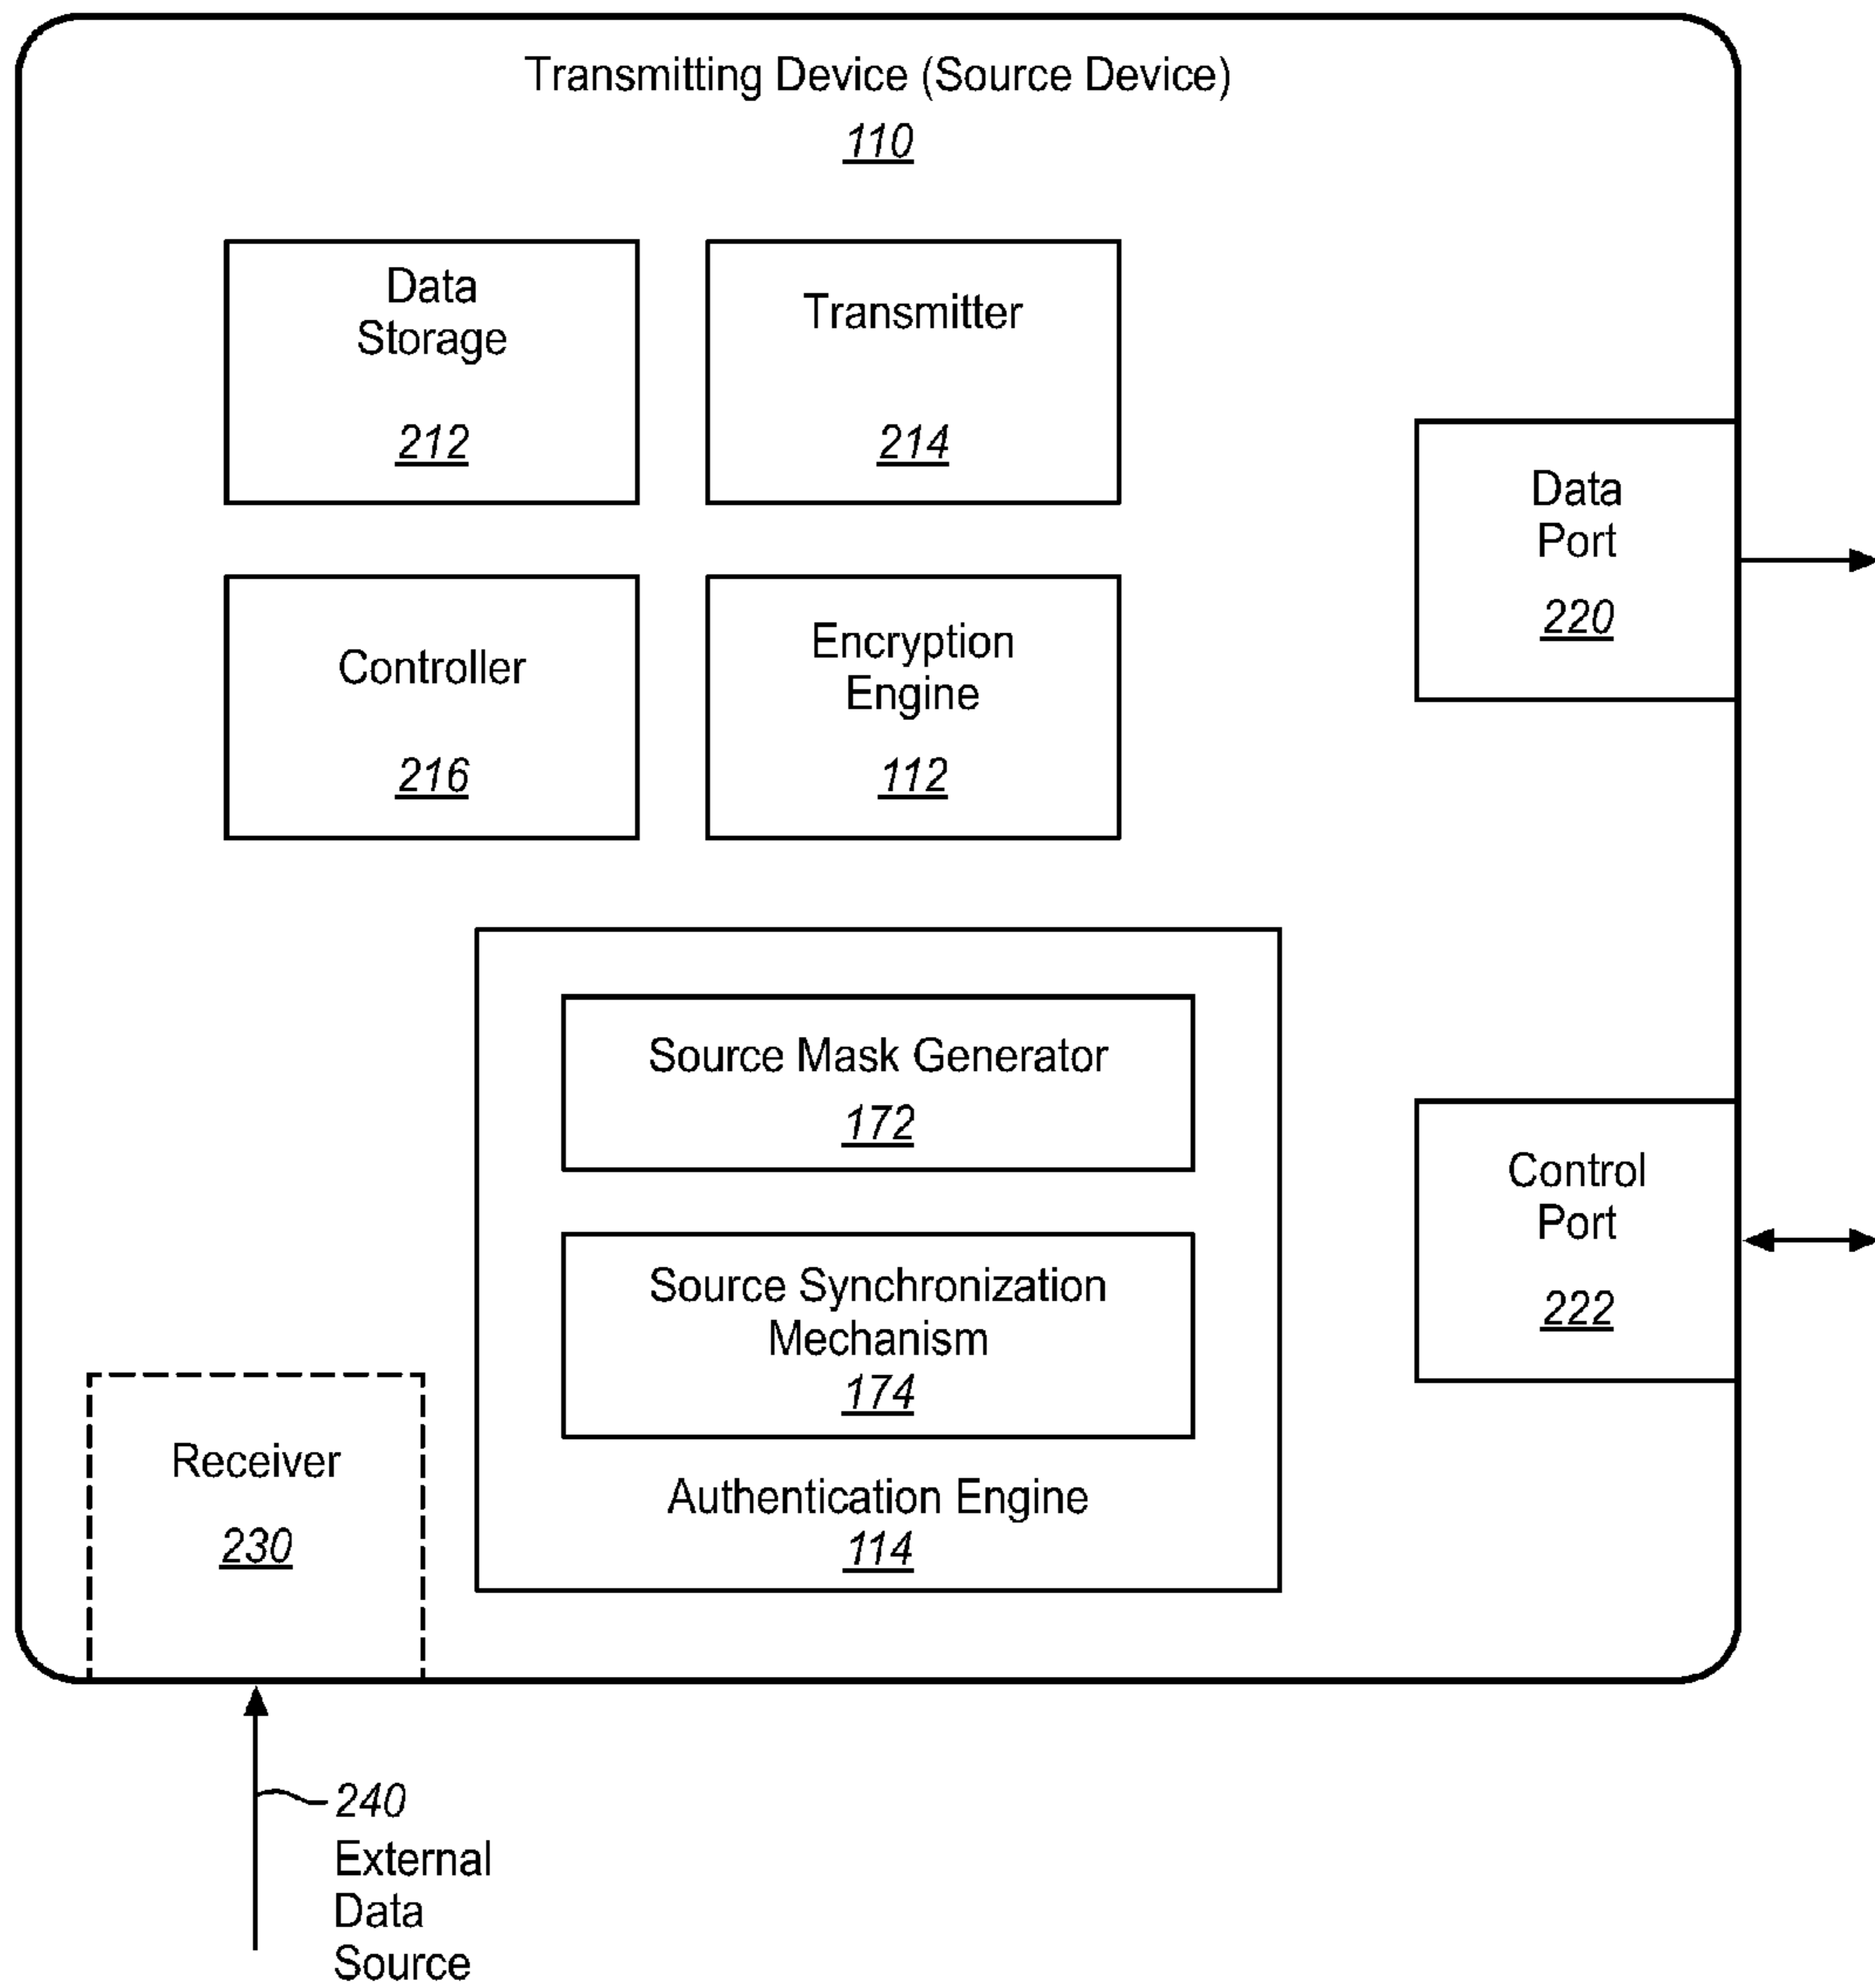 Transmitting Device (Source Device)
110
Data
Storage
212
Transmitter
214
Data
Port
220
Controller
216
Encryption
Engine
112
Source Mask Generator
172
Control
Port
222
Source Synchronization
Mechanism
174
Receiver
230
Authentication Engine
114
240
External
Data
Source